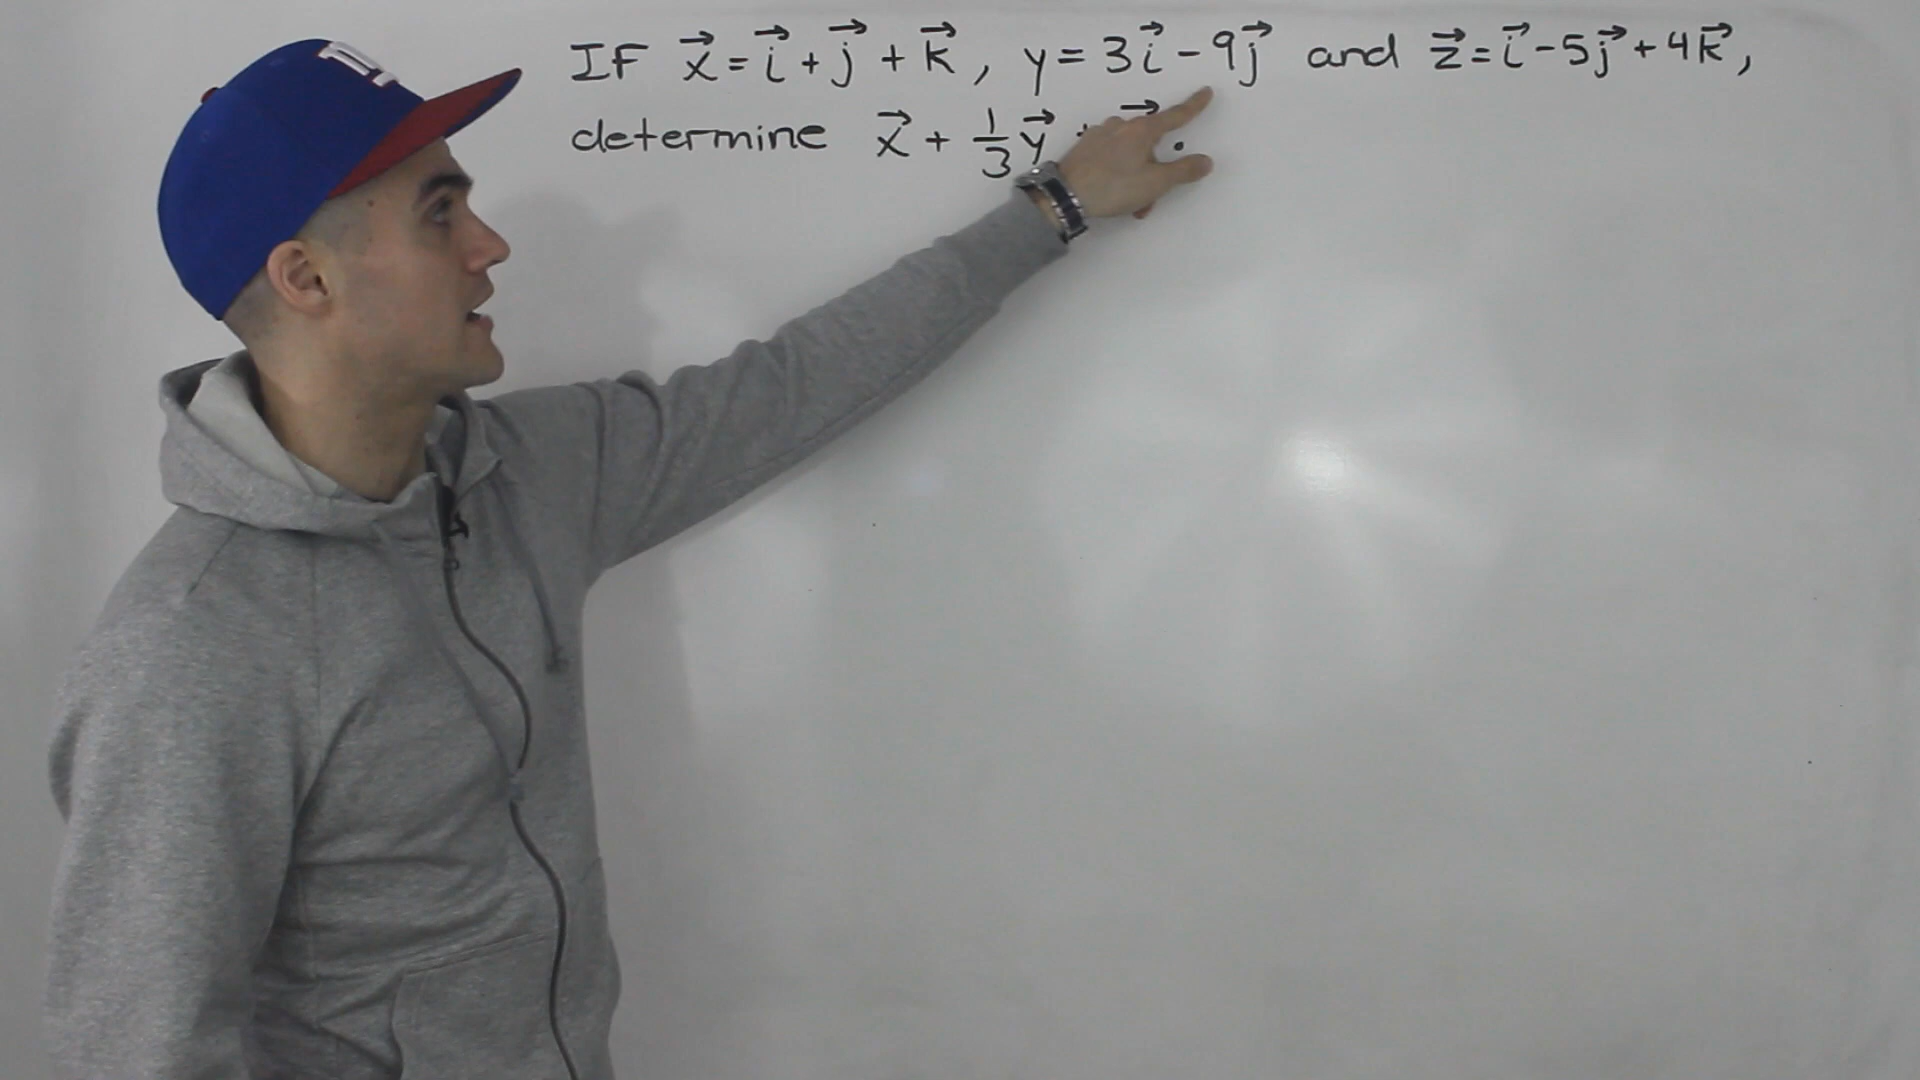 IF x⃗ = i⃗ + j⃗ + k⃗, y = 3i⃗ - 9j⃗ and z⃗ = i⃗ - 5j⃗ + 4k⃗,
determine x⃗ + 1/3 y⃗